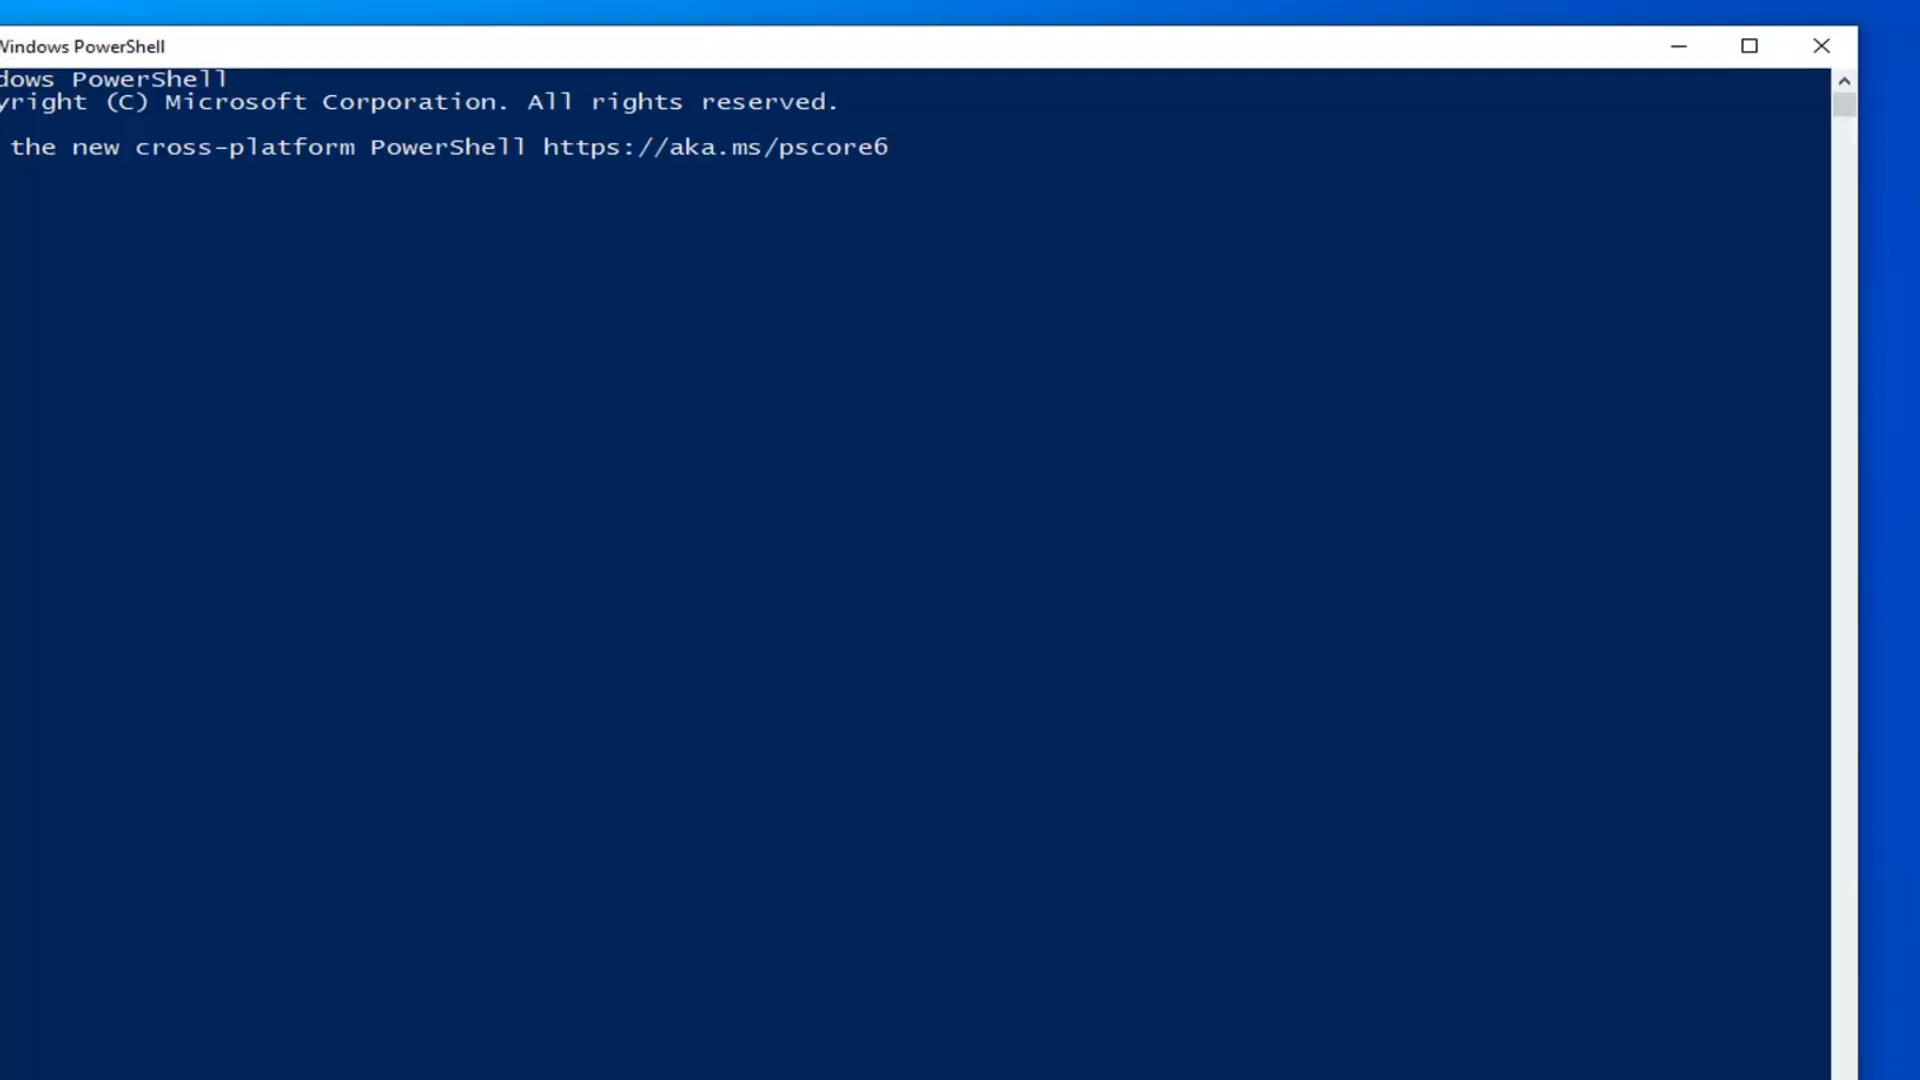 Windows PowerShell
dows PowerShell
yright (C) Microsoft Corporation. All rights reserved.
the new cross-platform PowerShell https://aka.ms/pscore6